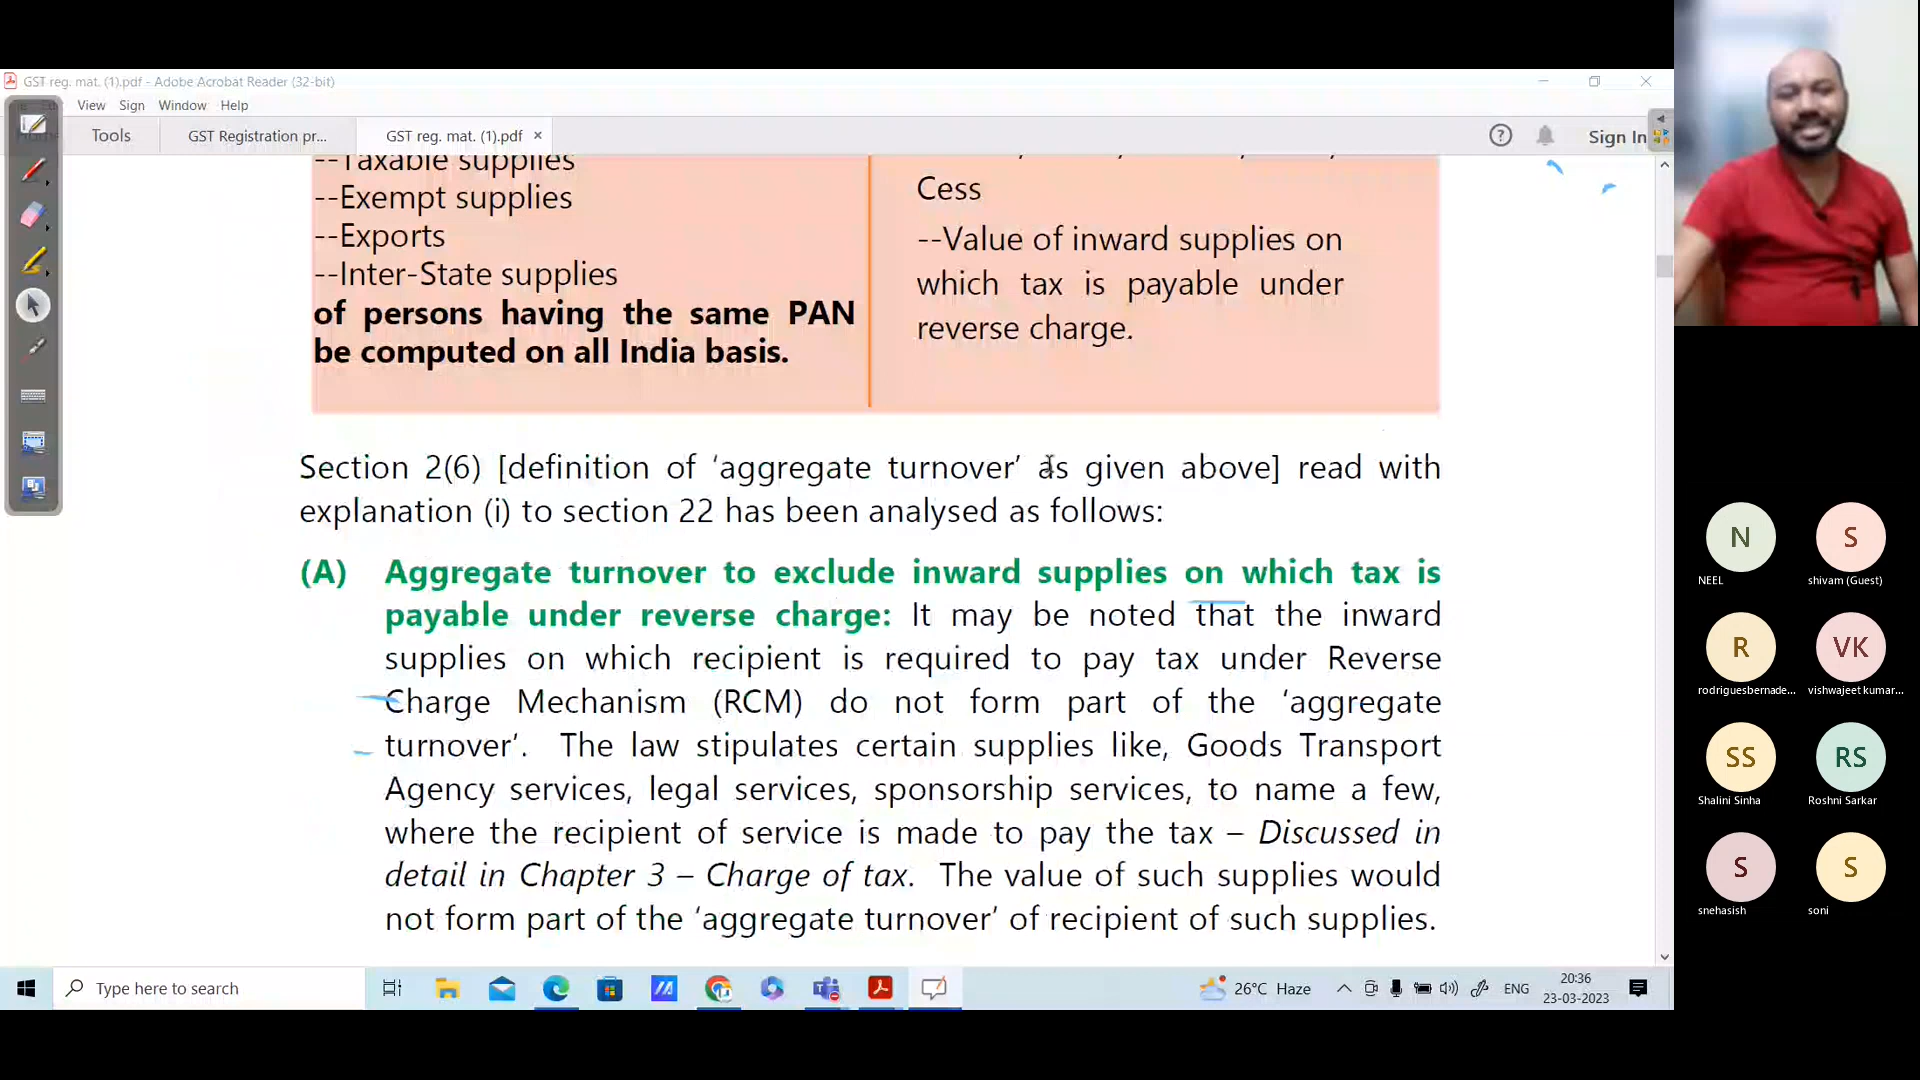 GST reg. mat. (1).pdf - Adobe Acrobat Reader (32-bit)
View Sign Window Help
Tools
GST Registration pr...
GST reg. mat. (1).pdf
Sign In
--Taxable supplies
--Exempt supplies
--Exports
--Inter-State supplies
of persons having the same PAN
be computed on all India basis.
Cess
--Value of inward supplies on
which tax is payable under
reverse charge.
Section 2(6) [definition of ‘aggregate turnover’ as given above] read with
explanation (i) to section 22 has been analysed as follows:
(A) Aggregate turnover to exclude inward supplies on which tax is
payable under reverse charge: It may be noted that the inward
supplies on which recipient is required to pay tax under Reverse
Charge Mechanism (RCM) do not form part of the ‘aggregate
turnover’. The law stipulates certain supplies like, Goods Transport
Agency services, legal services, sponsorship services, to name a few,
where the recipient of service is made to pay the tax – Discussed in
detail in Chapter 3 – Charge of tax. The value of such supplies would
not form part of the ‘aggregate turnover’ of recipient of such supplies.
Type here to search
26°C Haze
ENG
20:36
23-03-2023
N
NEEL
S
shivam (Guest)
R
rodriguesbernade...
VK
vishwajeet kumar...
SS
Shalini Sinha
RS
Roshni Sarkar
S
snehasish
S
soni